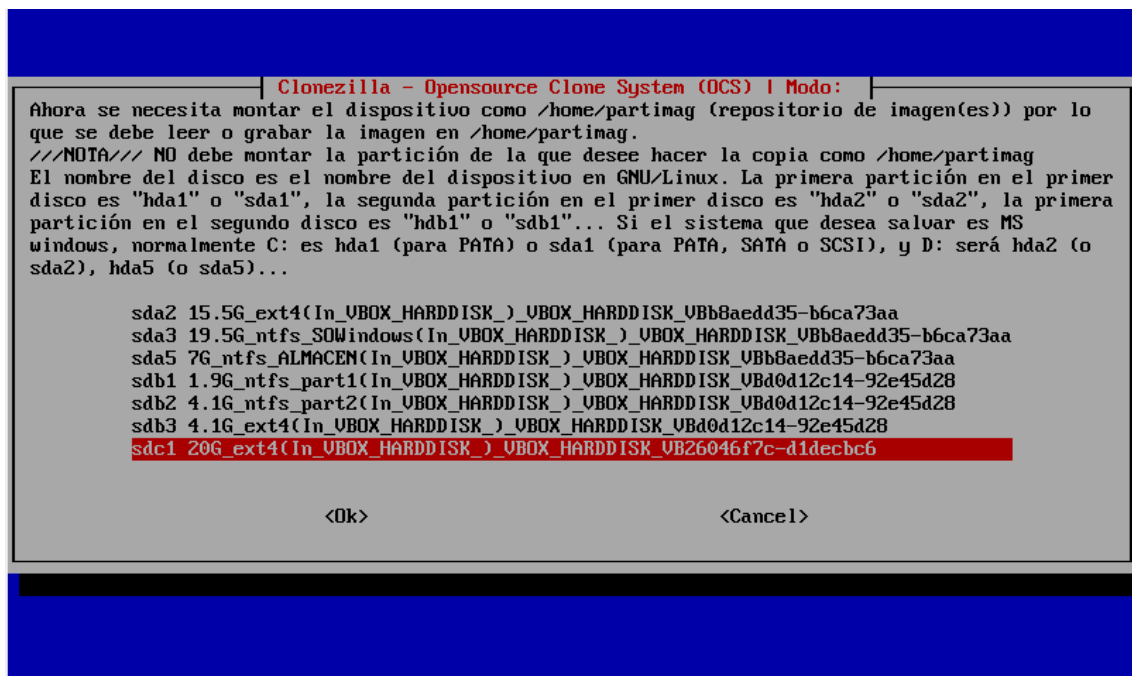 Clonezilla - Opensource Clone System (OCS) | Modo:
Ahora se necesita montar el dispositivo como /home/partimag (repositorio de imagen(es)) por lo
que se debe leer o grabar la imagen en /home/partimag.
///NOTA/// NO debe montar la partición de la que desee hacer la copia como /home/partimag
El nombre del disco es el nombre del dispositivo en GNU/Linux. La primera partición en el primer
disco es "hda1" o "sda1", la segunda partición en el primer disco es "hda2" o "sda2", la primera
partición en el segundo disco es "hdb1" o "sdb1"... Si el sistema que desea salvar es MS
windows, normalmente C: es hda1 (para PATA) o sda1 (para PATA, SATA o SCSI), y D: será hda2 (o
sda2), hda5 (o sda5)...
sda2 15.5G_ext4(In_VBOX_HARDDISK_)_VBOX_HARDDISK_VBb8aedd35-b6ca73aa
sda3 19.5G_ntfs_SOWindows(In_VBOX_HARDDISK_)_VBOX_HARDDISK_VBb8aedd35-b6ca73aa
sda5 7G_ntfs_ALMACEN(In_VBOX_HARDDISK_)_VBOX_HARDDISK_VBb8aedd35-b6ca73aa
sdb1 1.9G_ntfs_part1(In_VBOX_HARDDISK_)_VBOX_HARDDISK_VBd0d12c14-92e45d28
sdb2 4.1G_ntfs_part2(In_VBOX_HARDDISK_)_VBOX_HARDDISK_VBd0d12c14-92e45d28
sdb3 4.1G_ext4(In_VBOX_HARDDISK_)_VBOX_HARDDISK_VBd0d12c14-92e45d28
sdc1 20G_ext4(In_VBOX_HARDDISK_)_VBOX_HARDDISK_VB26046f7c-d1decbc6
<Ok> <Cancel>